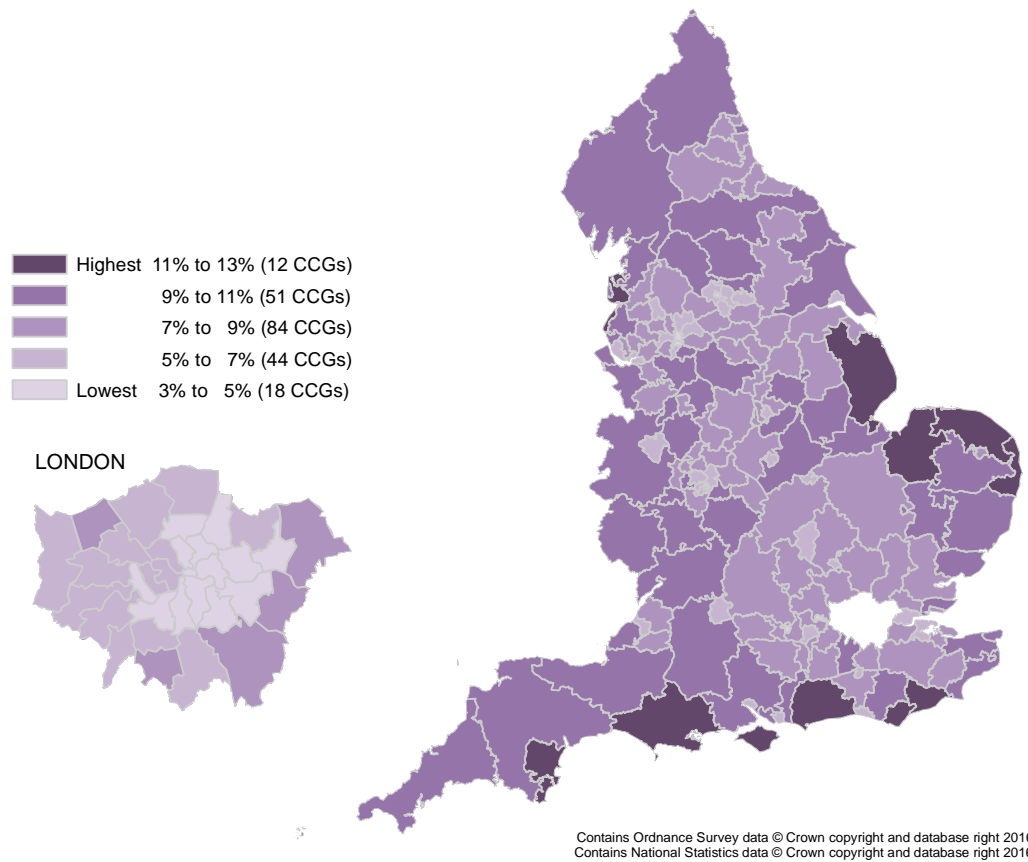 Highest 11% to 13% (12 CCGs)
9% to 11% (51 CCGs)
7% to 9% (84 CCGs)
5% to 7% (44 CCGs)
Lowest 3% to 5% (18 CCGs)
LONDON
Contains Ordnance Survey data © Crown copyright and database right 2016
Contains National Statistics data © Crown copyright and database right 2016